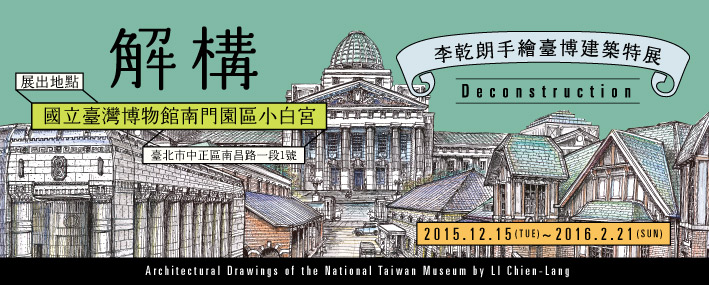 解構
李乾朗手繪臺博建築特展
Deconstruction
展出地點
國立臺灣博物館南門園區小白宮
臺北市中正區南昌路一段1號
2015.12.15(TUE)~2016.2.21(SUN)
Architectural Drawings of the National Taiwan Museum by LI Chien-Lang